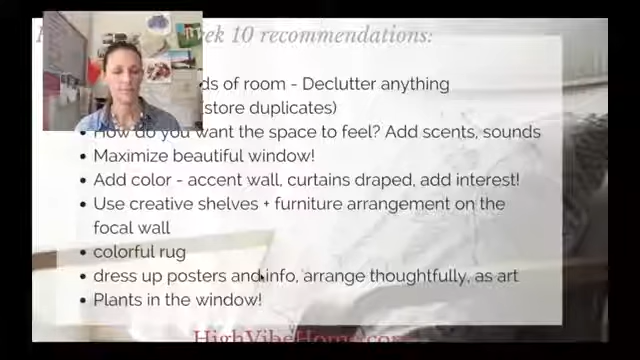 ek 10 recommendations:
ds of room - Declutter anything
(store duplicates)
How do you want the space to feel? Add scents, sounds
Maximize beautiful window!
Add color - accent wall, curtains draped, add interest!
Use creative shelves + furniture arrangement on the
focal wall
colorful rug
dress up posters and info, arrange thoughtfully, as art
Plants in the window!
HighVibeHome.com